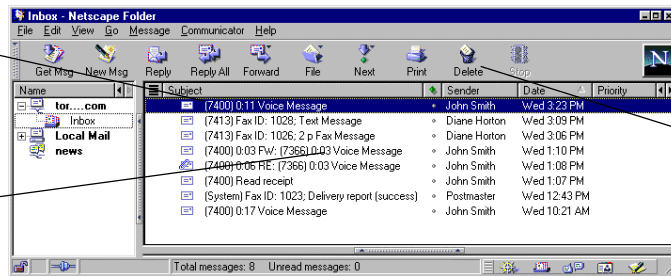 Inbox - Netscape Folder
File Edit View Go Message Communicator Help
Get Msg New Msg Reply Reply All Forward File Next Print Delete Stop
N
Name Subject Sender Date Priority
tor....com (7400) 0:11 Voice Message John Smith Wed 3:23 PM
Inbox (7413) Fax ID: 1028; Text Message Diane Horton Wed 3:09 PM
Local Mail (7413) Fax ID: 1026; 2 p Fax Message Diane Horton Wed 3:06 PM
news (7400) 0:03 FW: (7366) 0:03 Voice Message John Smith Wed 1:10 PM
(7400) 0:06 RE: (7366) 0:03 Voice Message John Smith Wed 1:08 PM
(7400) Read receipt John Smith Wed 1:07 PM
(System) Fax ID: 1023; Delivery report (success) Postmaster Wed 12:43 PM
(7400) 0:17 Voice Message John Smith Wed 10:21 AM
Total messages: 8 Unread messages: 0